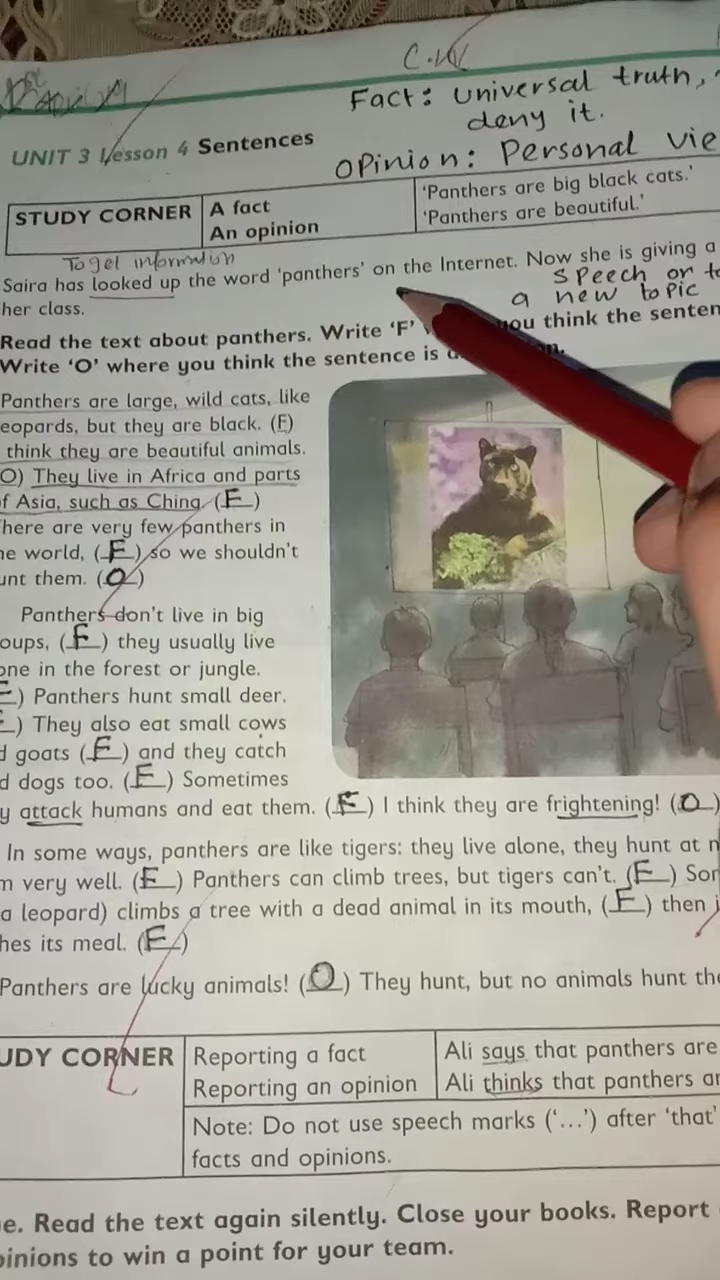 C.W
Fact: universal truth,
deny it.
UNIT 3 Lesson 4 Sentences
Opinion: Personal Vie
STUDY CORNER A fact 'Panthers are big black cats.'
An opinion 'Panthers are beautiful.'
To get information
Saira has looked up the word 'panthers' on the Internet. Now she is giving a
speech or t
her class.
a new topic
Read the text about panthers. Write 'F' you think the senten
Write 'O' where you think the sentence is
Panthers are large, wild cats, like
eopards, but they are black. (F)
think they are beautiful animals.
O) They live in Africa and parts
f Asia, such as China. (F)
here are very few panthers in
he world, (F) so we shouldn't
unt them. (O)
Panthers don't live in big
oups, (F) they usually live
one in the forest or jungle.
F) Panthers hunt small deer.
F) They also eat small cows
d goats (F) and they catch
d dogs too. (F) Sometimes
y attack humans and eat them. (F) I think they are frightening! (O)
In some ways, panthers are like tigers: they live alone, they hunt at n
m very well. (F) Panthers can climb trees, but tigers can't. (F) Som
a leopard) climbs a tree with a dead animal in its mouth, (F) then
hes its meal. (F)
Panthers are lucky animals! (O) They hunt, but no animals hunt the
UDY CORNER Reporting a fact Ali says that panthers are
Reporting an opinion Ali thinks that panthers ar
Note: Do not use speech marks ('...') after 'that'
facts and opinions.
e. Read the text again silently. Close your books. Report
pinions to win a point for your team.